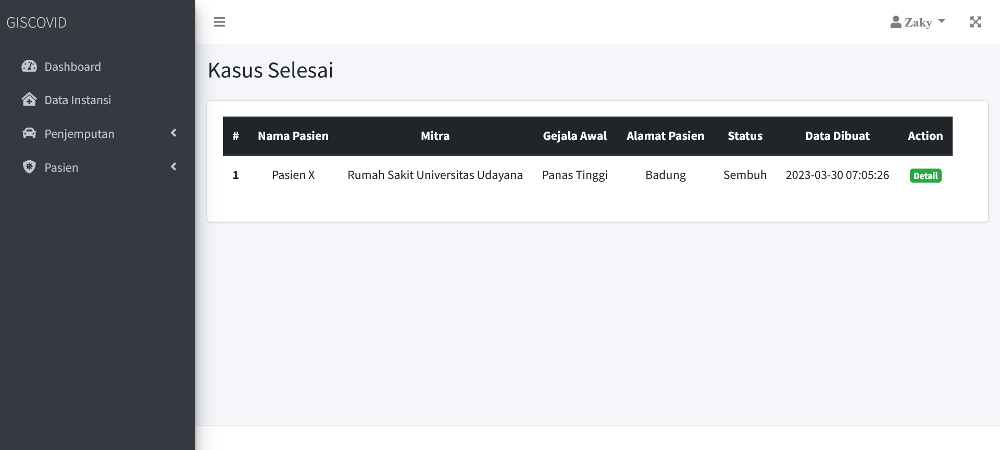 GISCOVID
Zaky
Dashboard
Data Instansi
Penjemputan
Pasien
Kasus Selesai
# Nama Pasien Mitra Gejala Awal Alamat Pasien Status Data Dibuat Action
1 Pasien X Rumah Sakit Universitas Udayana Panas Tinggi Badung Sembuh 2023-03-30 07:05:26 Detail